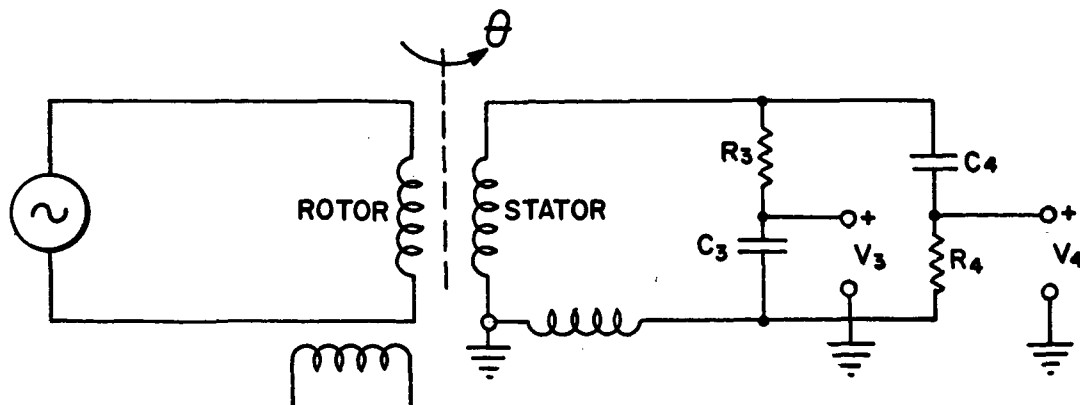 θ
R3
C4
ROTOR
STATOR
+
+
C3
V3
R4
V4